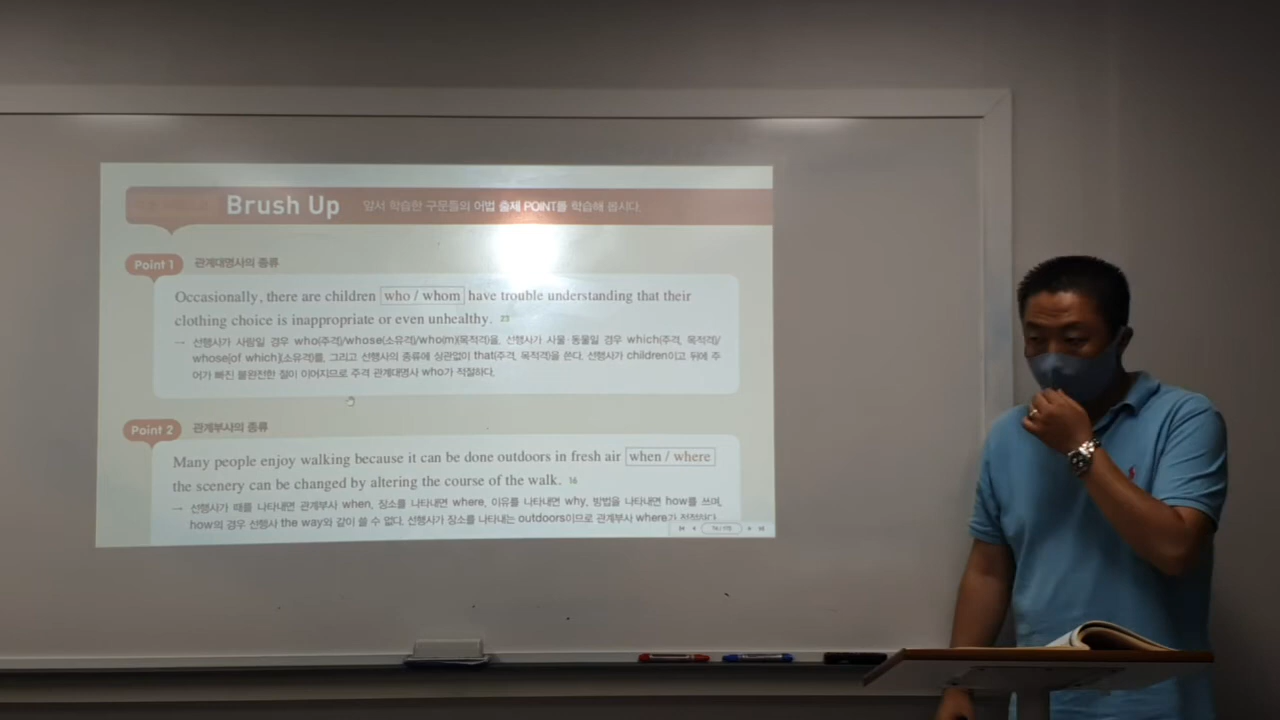 Brush Up 앞서 학습한 구문들의 어법 출제 POINT를 학습해 봅시다.
Point 1 관계대명사의 종류
Occasionally, there are children who / whom have trouble understanding that their
clothing choice is inappropriate or even unhealthy. 23
→ 선행사가 사람일 경우 who(주격)/whose(소유격)/who(m)(목적격)을, 선행사가 사물·동물일 경우 which(주격, 목적격)/
whose[of which](소유격)를, 그리고 선행사의 종류에 상관없이 that(주격, 목적격)을 쓴다. 선행사가 children이고 뒤에 주
어가 빠진 불완전한 절이 이어지므로 주격 관계대명사 who가 적절하다.
Point 2 관계부사의 종류
Many people enjoy walking because it can be done outdoors in fresh air when / where
the scenery can be changed by altering the course of the walk. 16
→ 선행사가 때를 나타내면 관계부사 when, 장소를 나타내면 where, 이유를 나타내면 why, 방법을 나타내면 how를 쓰며,
how의 경우 선행사 the way와 같이 쓸 수 없다. 선행사가 장소를 나타내는 outdoors이므로 관계부사 where가 적절하다.